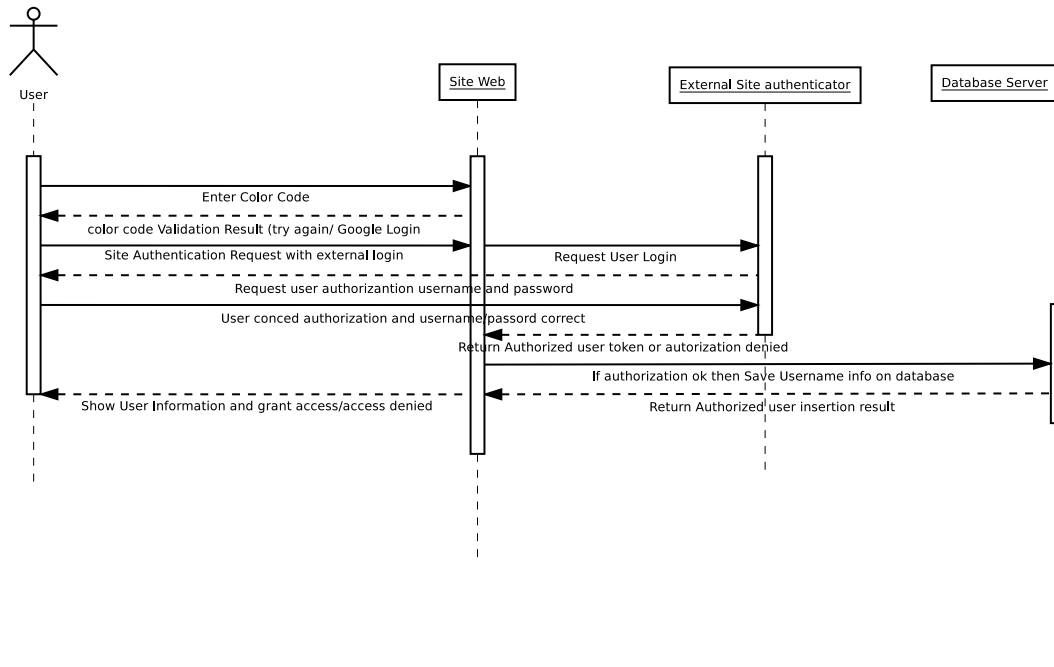 User
Site Web
External Site authenticator
Database Server
Enter Color Code
color code Validation Result (try again/ Google Login
Site Authentication Request with external login
Request User Login
Request user authorizantion username and password
User conced authorization and username/passord correct
Return Authorized user token or autorization denied
If authorization ok then Save Username info on database
Show User Information and grant access/access denied
Return Authorized user insertion result